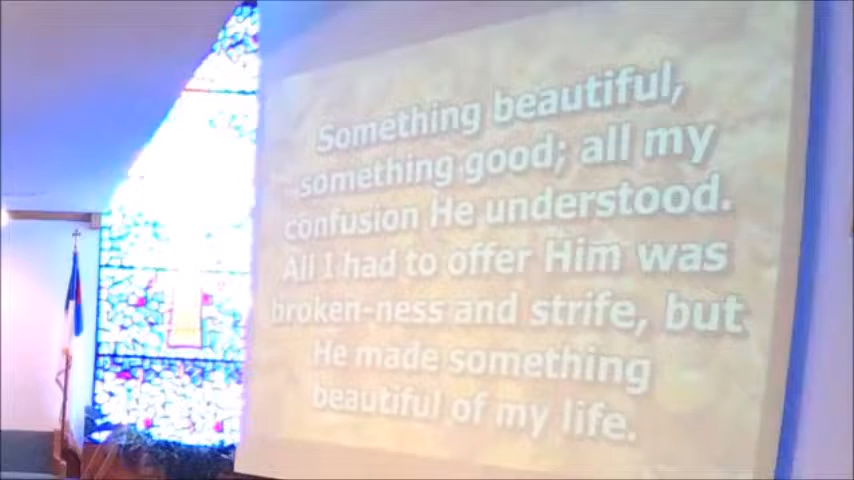 Something beautiful,
something good; all my
confusion He understood.
All I had to offer Him was
broken-ness and strife, but
He made something
beautiful of my life.